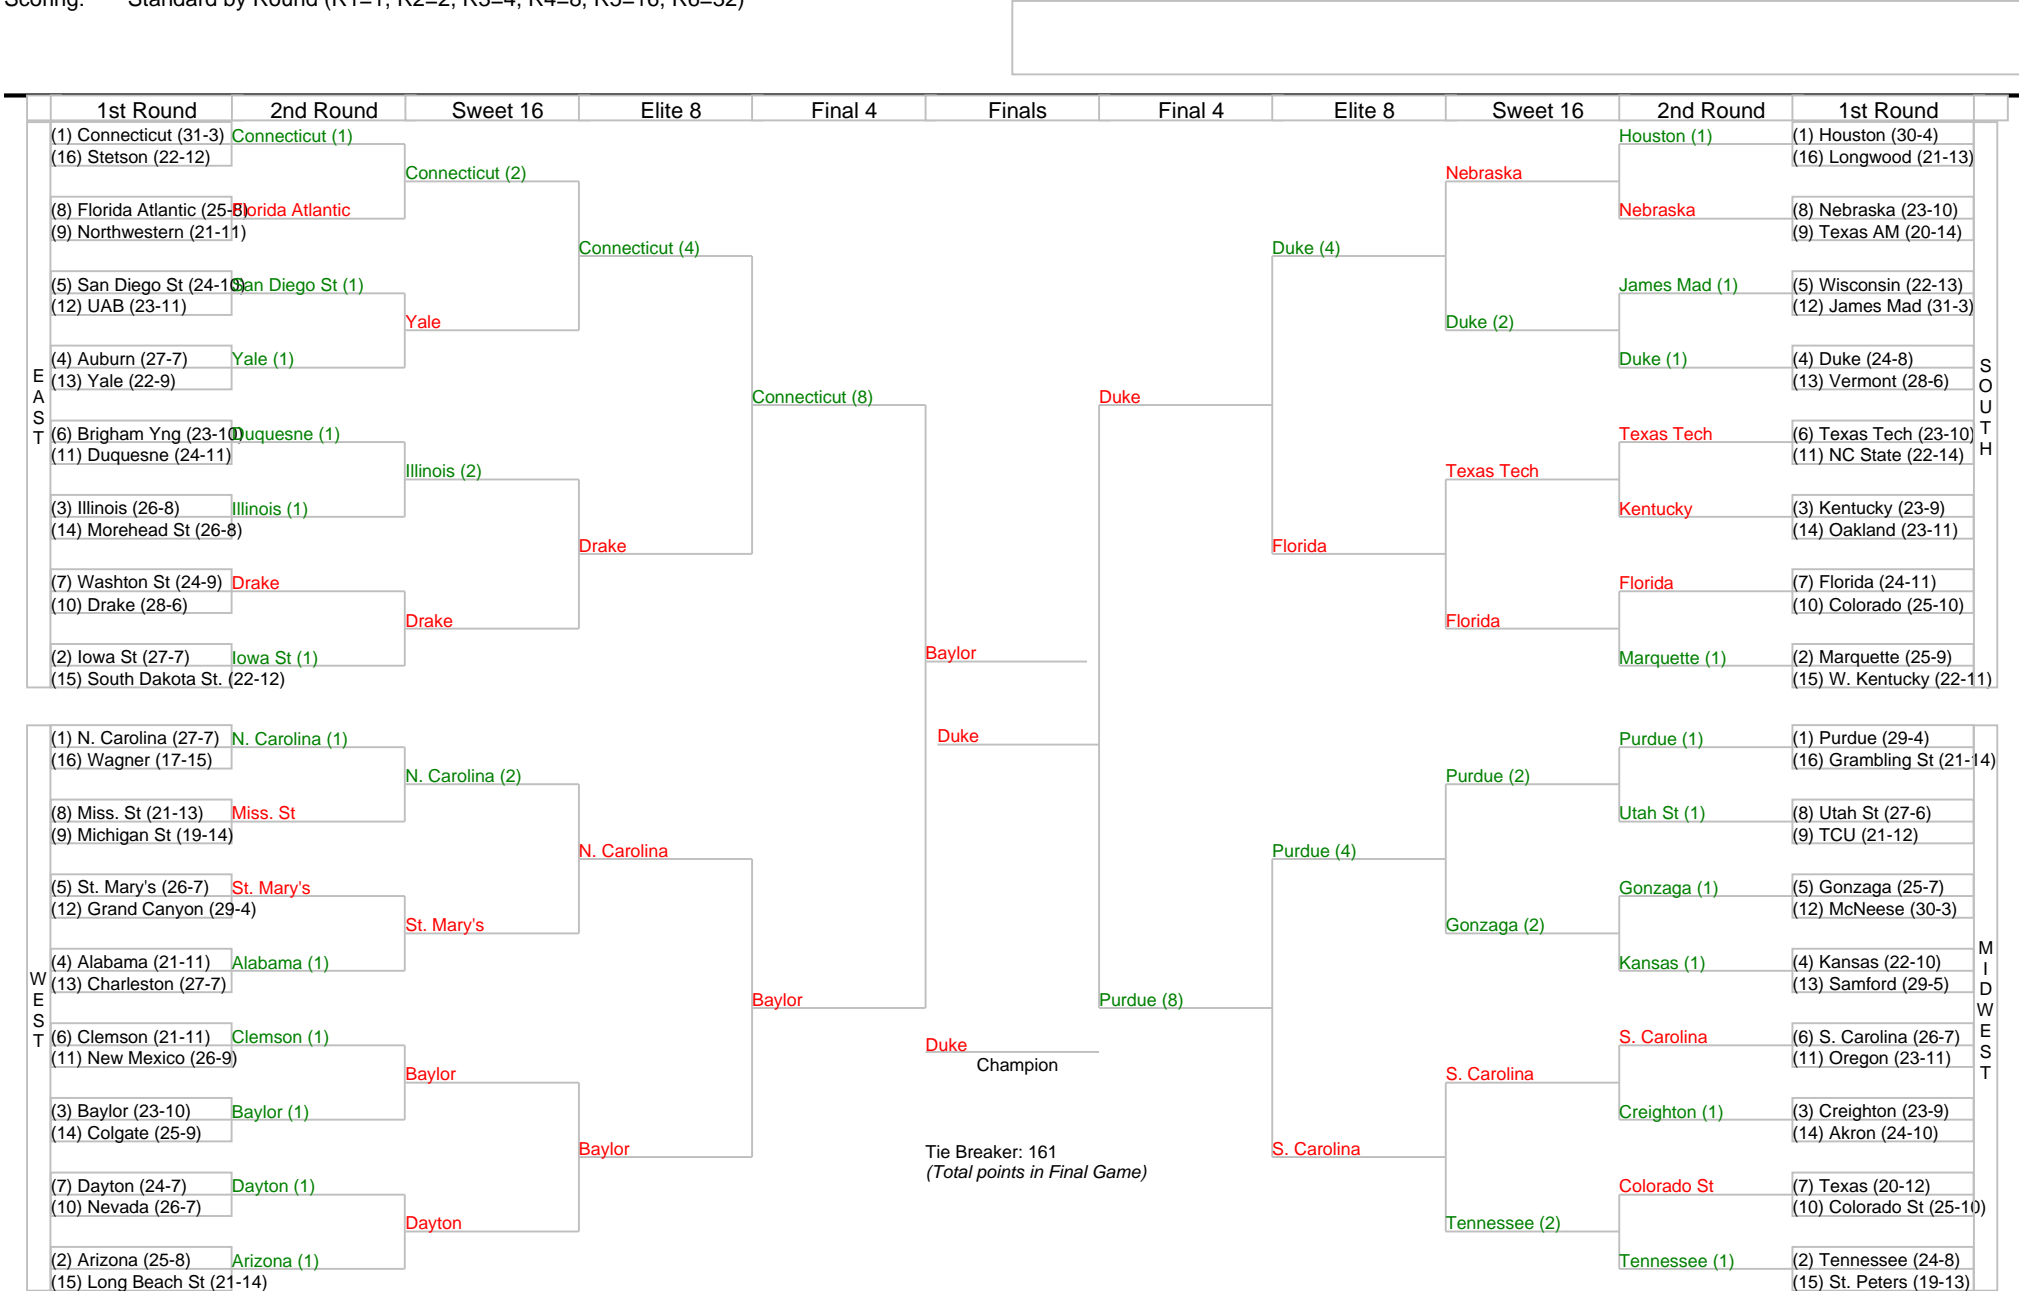 Scoring: Standard by Round (R1=1, R2=2, R3=4, R4=8, R5=16, R6=32)
1st Round 2nd Round Sweet 16 Elite 8 Final 4 Finals Final 4 Elite 8 Sweet 16 2nd Round 1st Round
EAST
(1) Connecticut (31-3)
(16) Stetson (22-12)
(8) Florida Atlantic (25-8)
(9) Northwestern (21-11)
(5) San Diego St (24-10)
(12) UAB (23-11)
(4) Auburn (27-7)
(13) Yale (22-9)
(6) Brigham Yng (23-10)
(11) Duquesne (24-11)
(3) Illinois (26-8)
(14) Morehead St (26-8)
(7) Washton St (24-9)
(10) Drake (28-6)
(2) Iowa St (27-7)
(15) South Dakota St. (22-12)
Connecticut (1)
Florida Atlantic
San Diego St (1)
Yale (1)
Duquesne (1)
Illinois (1)
Drake
Iowa St (1)
Connecticut (2)
Yale
Illinois (2)
Drake
Connecticut (4)
Drake
Connecticut (8)
WEST
(1) N. Carolina (27-7)
(16) Wagner (17-15)
(8) Miss. St (21-13)
(9) Michigan St (19-14)
(5) St. Mary's (26-7)
(12) Grand Canyon (29-4)
(4) Alabama (21-11)
(13) Charleston (27-7)
(6) Clemson (21-11)
(11) New Mexico (26-9)
(3) Baylor (23-10)
(14) Colgate (25-9)
(7) Dayton (24-7)
(10) Nevada (26-7)
(2) Arizona (25-8)
(15) Long Beach St (21-14)
N. Carolina (1)
Miss. St
St. Mary's
Alabama (1)
Clemson (1)
Baylor (1)
Dayton (1)
Arizona (1)
N. Carolina (2)
St. Mary's
Baylor
Dayton
N. Carolina
Baylor
Baylor
Baylor
Duke
Duke
Champion
Tie Breaker: 161
(Total points in Final Game)
Duke
Purdue (8)
Duke (4)
Florida
Nebraska
Duke (2)
Texas Tech
Florida
Houston (1)
Nebraska
James Mad (1)
Duke (1)
Texas Tech
Kentucky
Florida
Marquette (1)
(1) Houston (30-4)
(16) Longwood (21-13)
(8) Nebraska (23-10)
(9) Texas AM (20-14)
(5) Wisconsin (22-13)
(12) James Mad (31-3)
(4) Duke (24-8)
(13) Vermont (28-6)
(6) Texas Tech (23-10)
(11) NC State (22-14)
(3) Kentucky (23-9)
(14) Oakland (23-11)
(7) Florida (24-11)
(10) Colorado (25-10)
(2) Marquette (25-9)
(15) W. Kentucky (22-11)
SOUTH
Purdue (4)
S. Carolina
Purdue (2)
Gonzaga (2)
S. Carolina
Tennessee (2)
Purdue (1)
Utah St (1)
Gonzaga (1)
Kansas (1)
S. Carolina
Creighton (1)
Colorado St
Tennessee (1)
(1) Purdue (29-4)
(16) Grambling St (21-14)
(8) Utah St (27-6)
(9) TCU (21-12)
(5) Gonzaga (25-7)
(12) McNeese (30-3)
(4) Kansas (22-10)
(13) Samford (29-5)
(6) S. Carolina (26-7)
(11) Oregon (23-11)
(3) Creighton (23-9)
(14) Akron (24-10)
(7) Texas (20-12)
(10) Colorado St (25-10)
(2) Tennessee (24-8)
(15) St. Peters (19-13)
MIDWEST